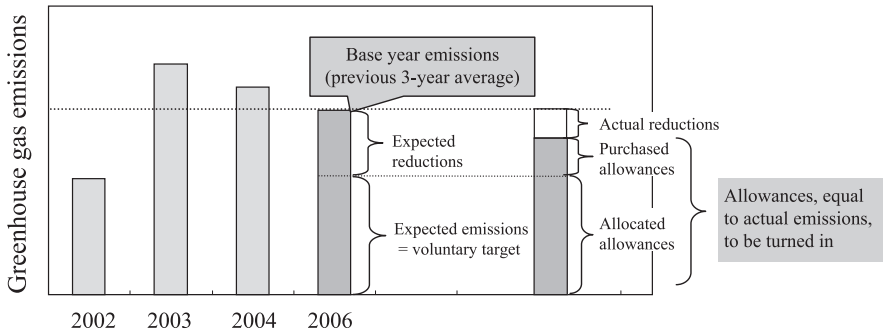 Greenhouse gas emissions
Base year emissions
(previous 3-year average)
Expected
reductions
Expected emissions
= voluntary target
Actual reductions
Purchased
allowances
Allocated
allowances
Allowances, equal
to actual emissions,
to be turned in
2002 2003 2004 2006